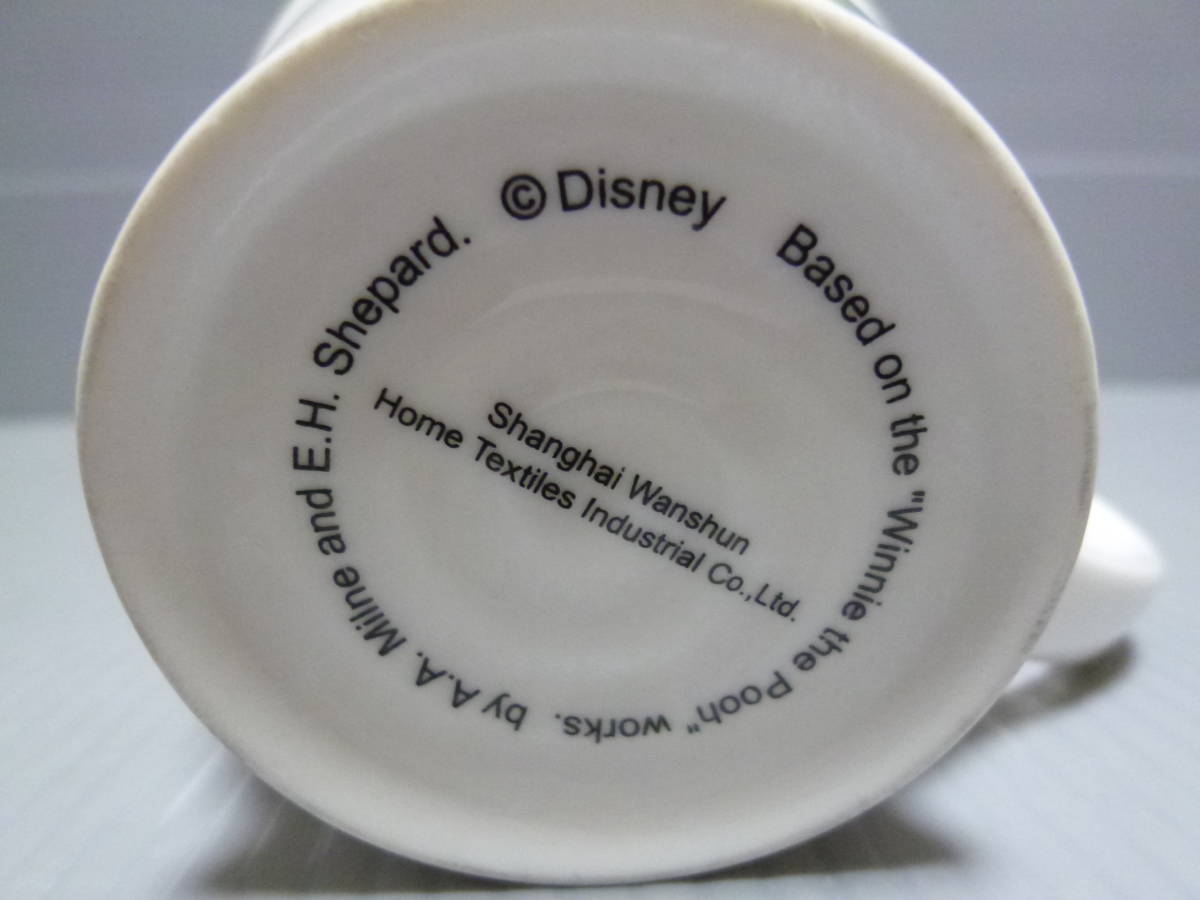 ©Disney Based on the "Winnie the Pooh" works. by A.A. Milne and E.H. Shepard.
Shanghai Wanshun
Home Textiles Industrial Co.,Ltd.